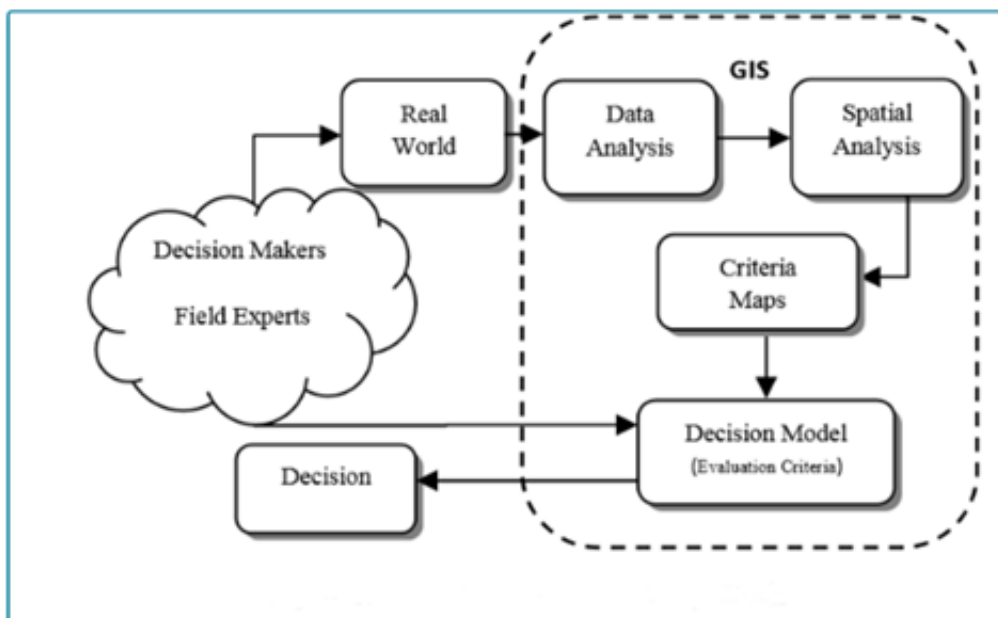 GIS
Real
World
Data
Analysis
Spatial
Analysis
Decision Makers
Field Experts
Criteria
Maps
Decision Model
(Evaluation Criteria)
Decision